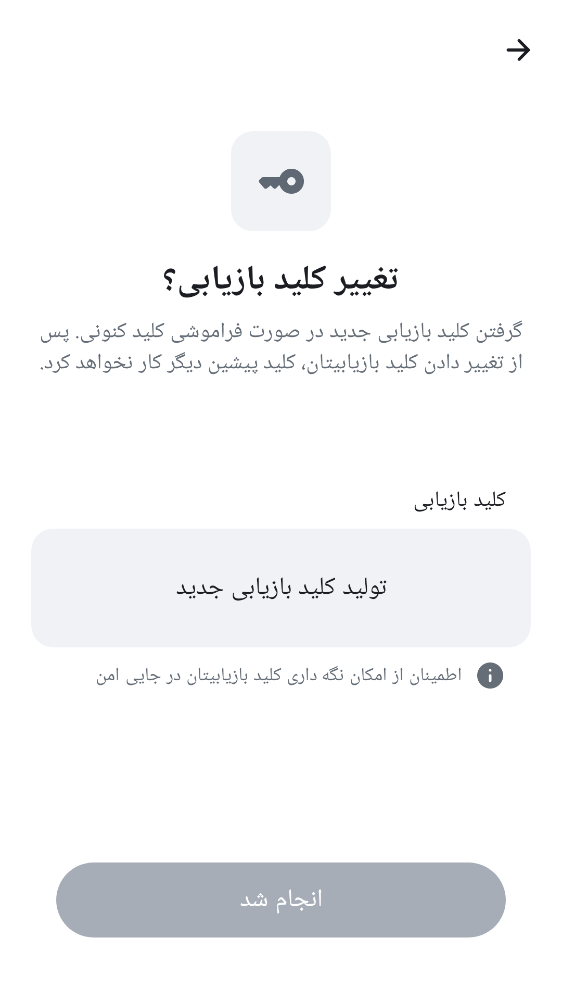 تغییر کلید بازیابی؟
گرفتن کلید بازیابی جدید در صورت فراموشی کلید کنونی. پس
از تغییر دادن کلید بازیابیتان، کلید پیشین دیگر کار نخواهد کرد.
کلید بازیابی
تولید کلید بازیابی جدید
اطمینان از امکان نگه داری کلید بازیابیتان در جایی امن
انجام شد